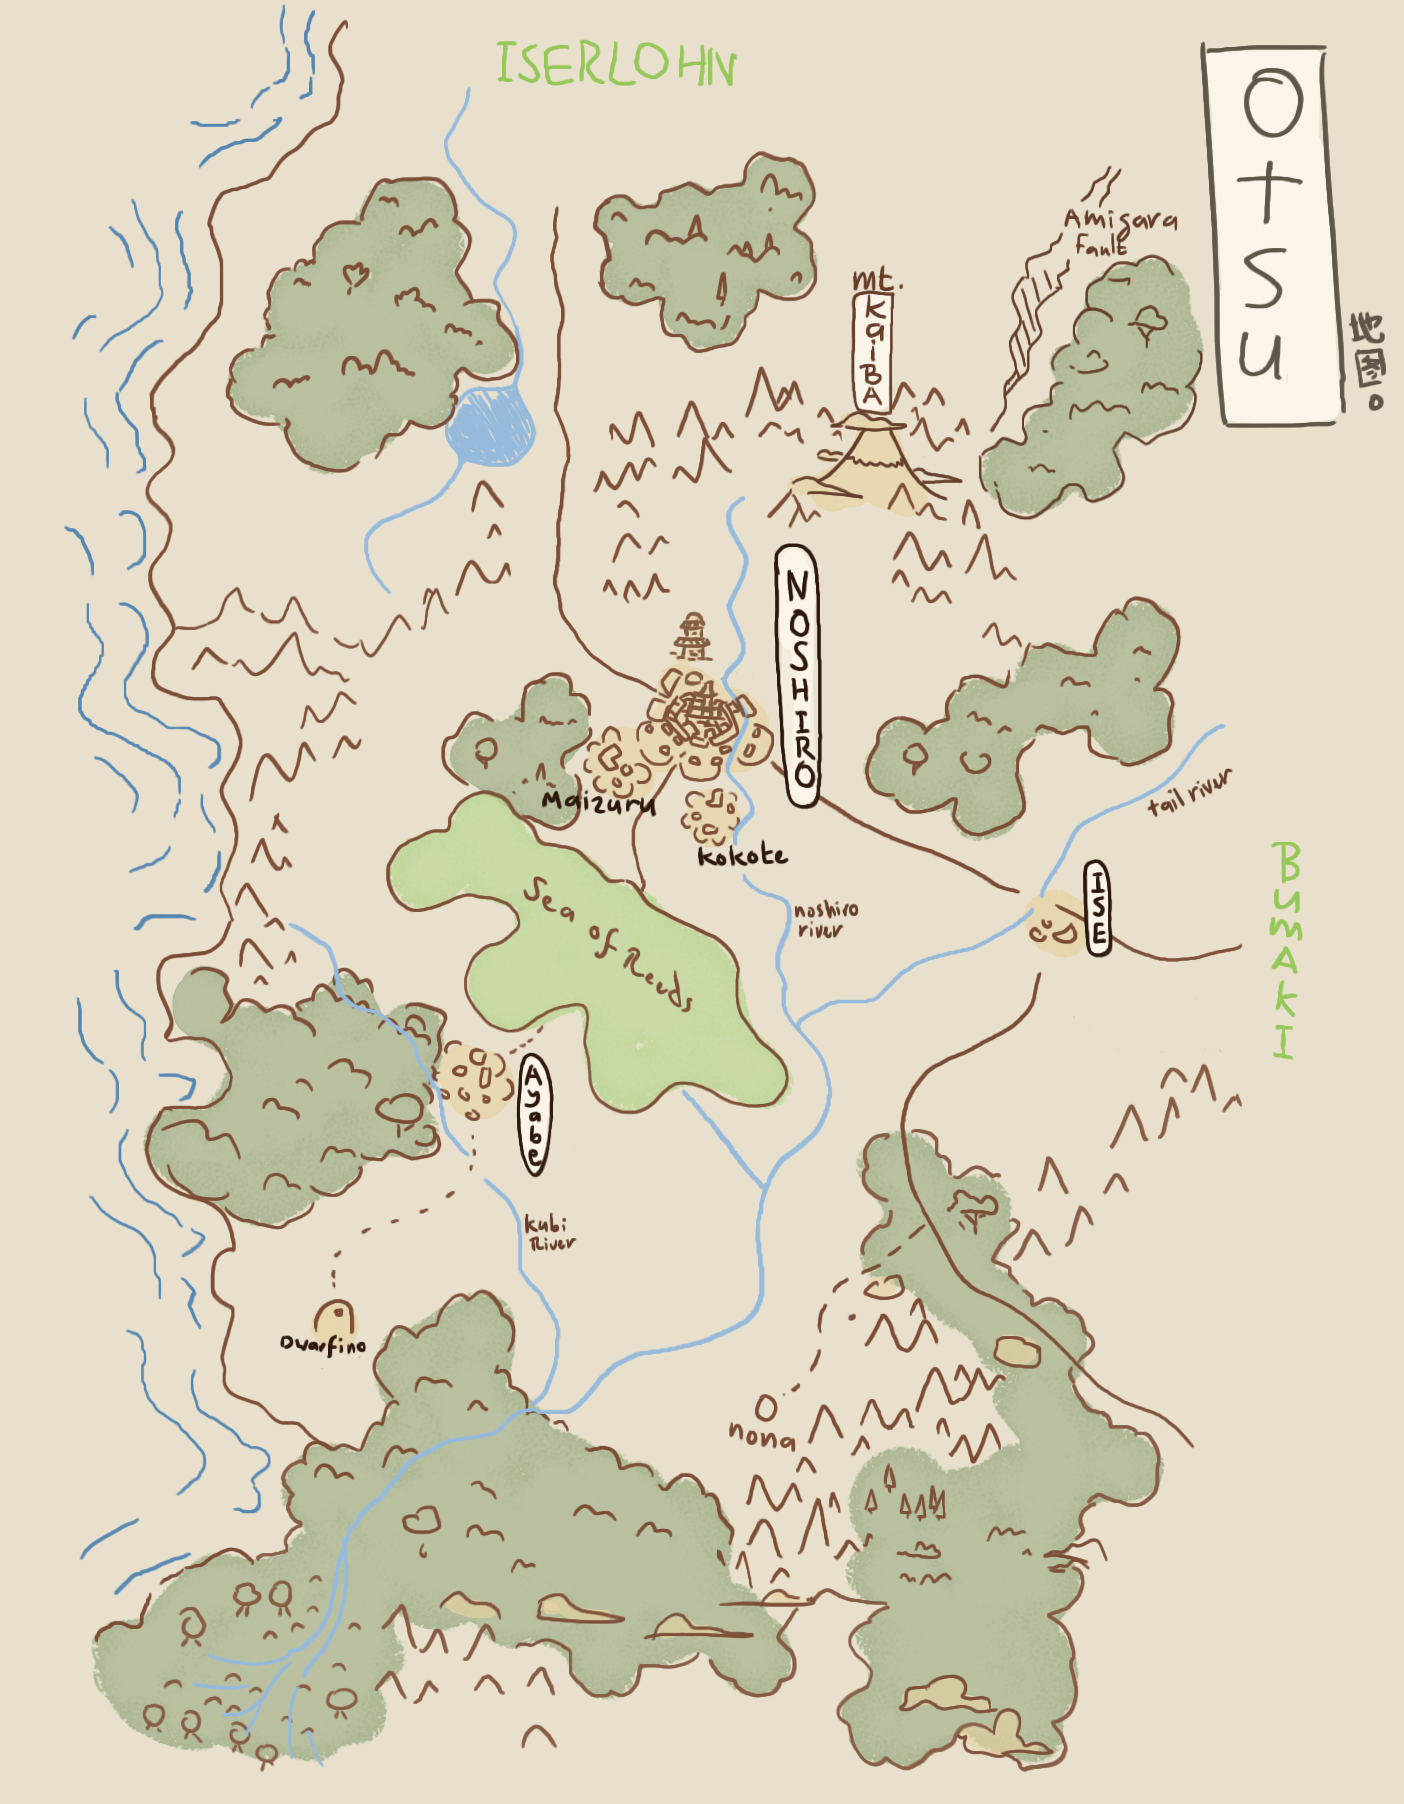 ISERLOHN
OTSU
地図。
Amigara
Fault
mt.
KaiBA
NOSHIRO
Maizuru
Kokote
tail river
ISE
BUMAKI
Sea of Reeds
noshiro
river
Ayabe
kubi
River
Dwarfino
nona